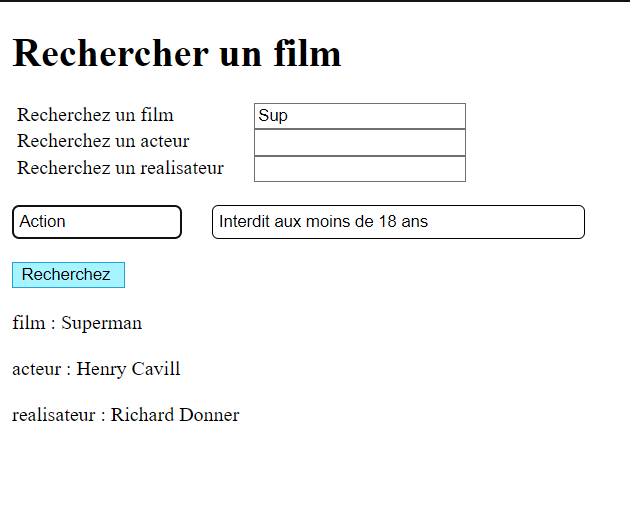 Rechercher un film
Recherchez un film Sup
Recherchez un acteur
Recherchez un realisateur
Action Interdit aux moins de 18 ans
Recherchez
film : Superman
acteur : Henry Cavill
realisateur : Richard Donner